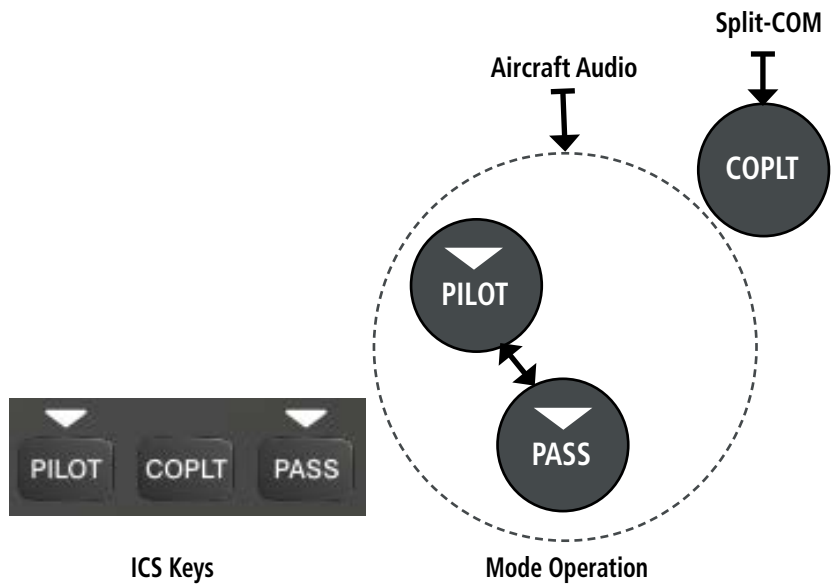 Split-COM
Aircraft Audio
COPLT
PILOT
PASS
PILOT COPLT PASS
ICS Keys
Mode Operation